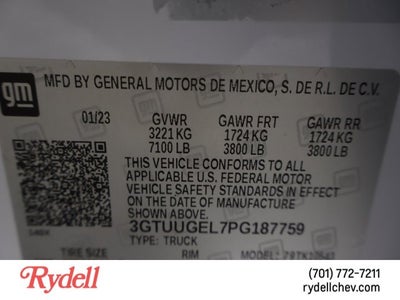 gm
MFD BY GENERAL MOTORS DE MEXICO, S. DE R.L. DE C.V.
01/23 GVWR GAWR FRT GAWR RR
3221 KG 1724 KG 1724 KG
7100 LB 3800 LB 3800 LB
THIS VEHICLE CONFORMS TO ALL
APPLICABLE U.S. FEDERAL MOTOR
VEHICLE SAFETY STANDARDS IN EFFECT
ON THE DATE OF MANUFACTURE
SHOWN ABOVE.
3GTUUGEL7PG187759
TYPE: TRUCK
TIRE SIZE RIM MODEL:
Rydell
(701) 772-7211
rydellchev.com